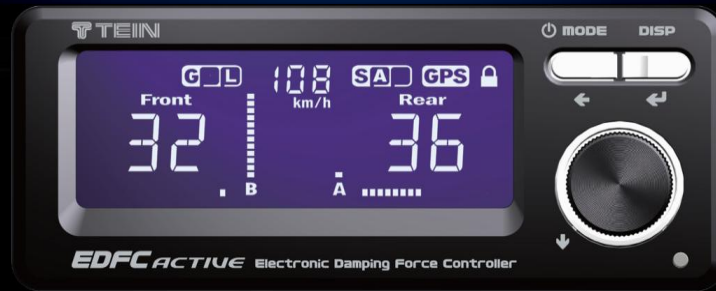 TEIN
MODE DISP
G L 108 km/h SA GPS
Front Rear
32 36
B A
EDFC ACTIVE Electronic Damping Force Controller